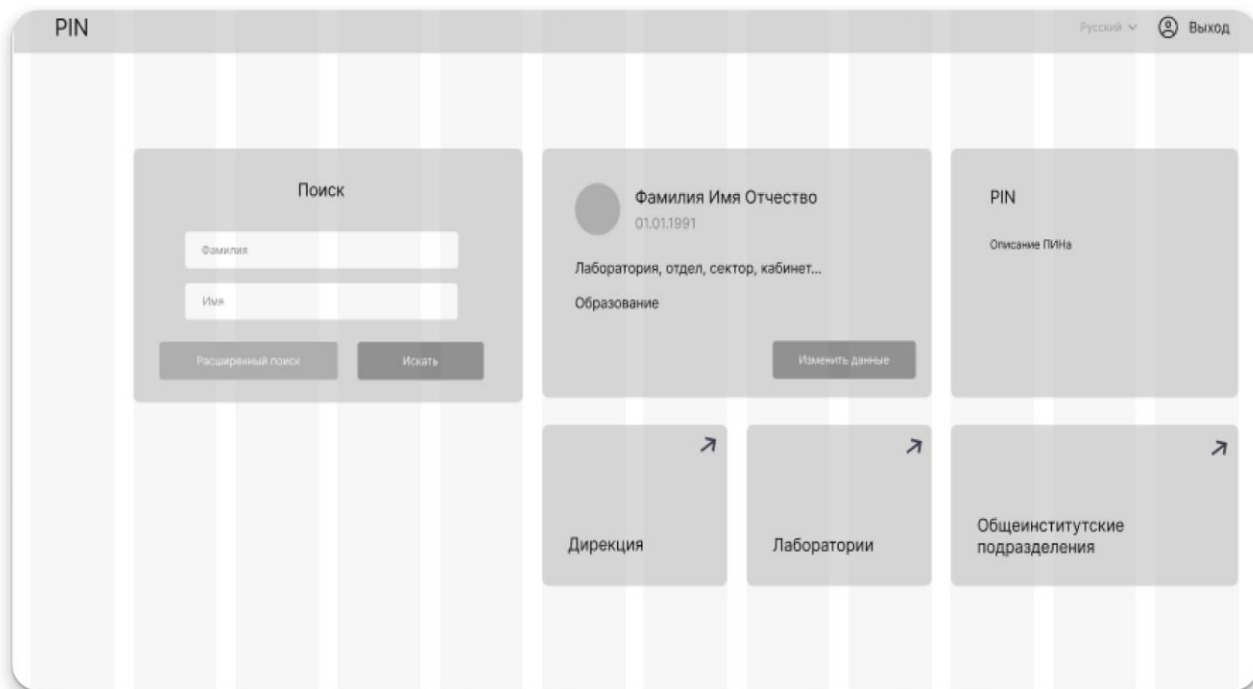 PIN
Русский
Выход
Поиск
Фамилия
Имя
Расширенный поиск
Искать
Фамилия Имя Отчество
01.01.1991
Лаборатория, отдел, сектор, кабинет...
Образование
Изменить данные
PIN
Описание ПИНа
Дирекция
Лаборатории
Общеинститутские
подразделения